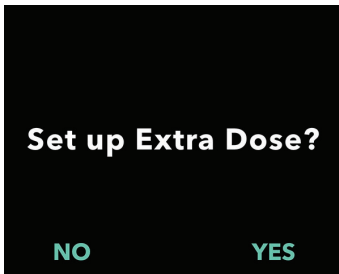 Set up Extra Dose?
NO YES